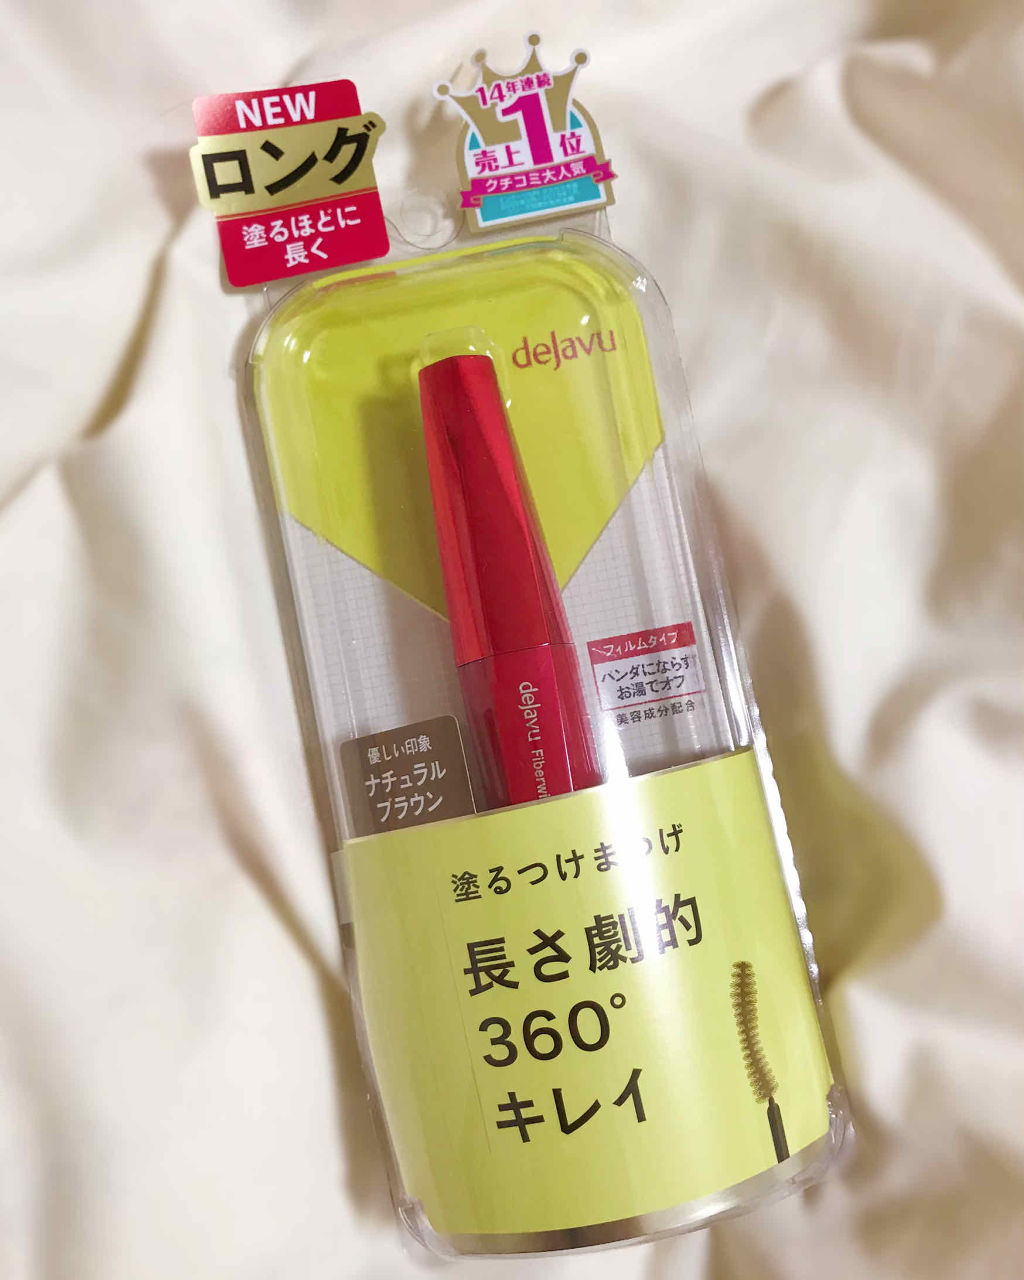 NEW
ロング
塗るほどに
長く
14年連続
売上1位
クチコミ大人気
dejavu
フィルムタイプ
パンダにならず
お湯でオフ
美容成分配合
dejavu Fiberwi
優しい印象
ナチュラル
ブラウン
塗るつけまつげ
長さ劇的
360°
キレイ